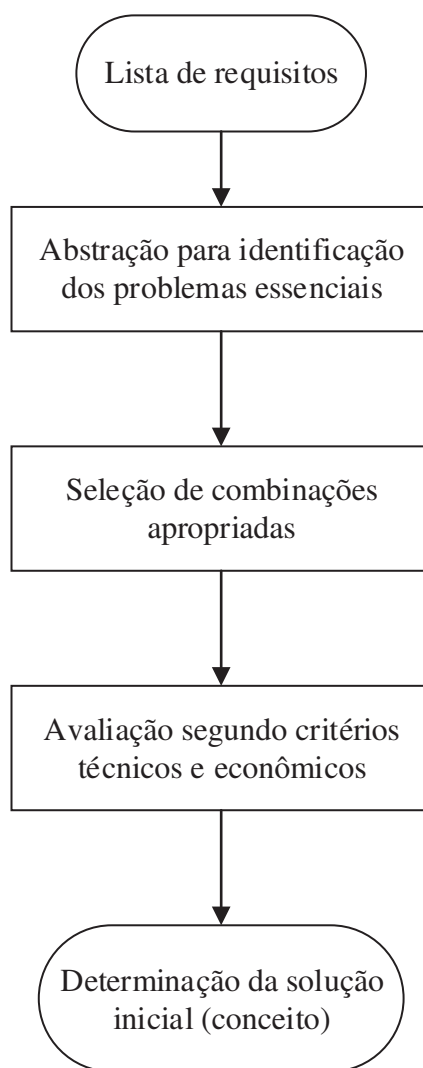 Lista de requisitos
Abstração para identificação
dos problemas essenciais
Seleção de combinações
apropriadas
Avaliação segundo critérios
técnicos e econômicos
Determinação da solução
inicial (conceito)